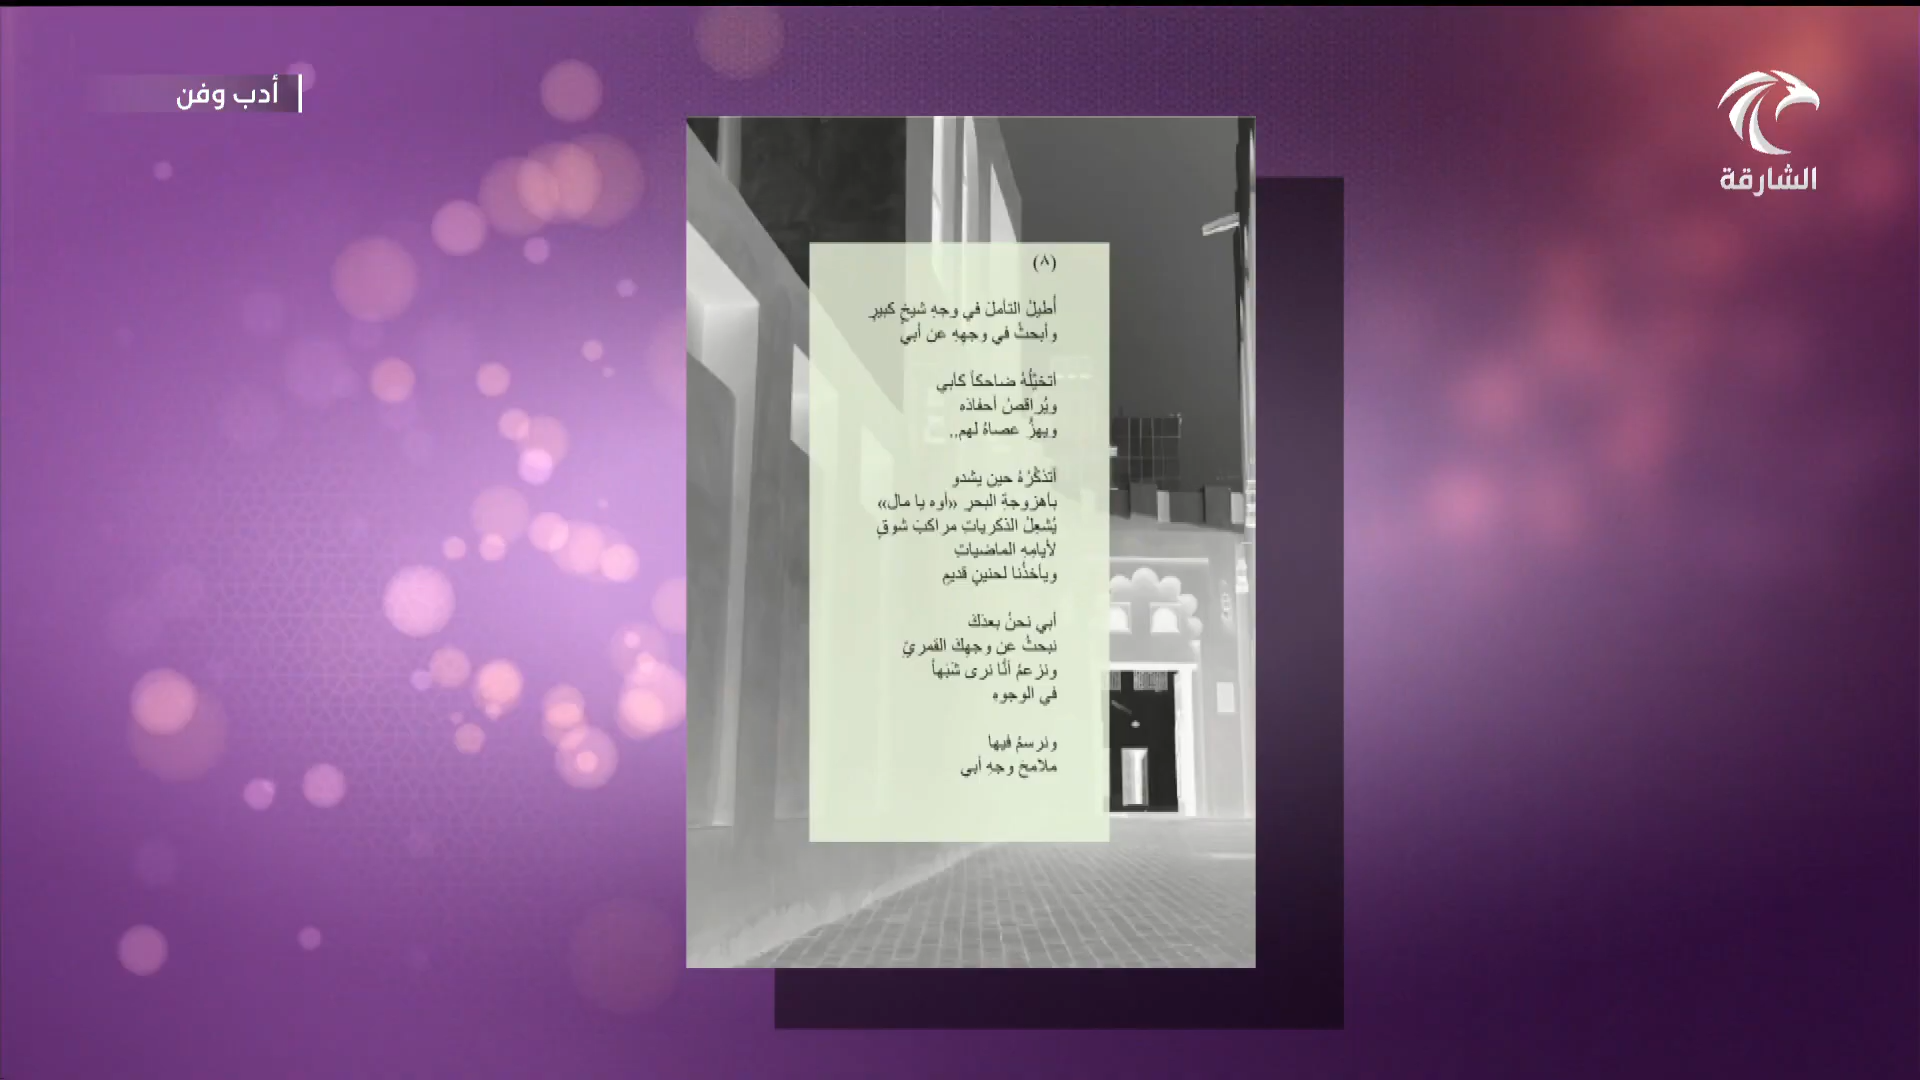 أدب وفن
الشارقة
(٨)
أُطيلُ التأملَ في وجهِ شيخٍ كبيرٍ
وأبحثُ في وجههِ عن أبي
أتخيَّلُهُ ضاحكاً كأبي
ويُراقصُ أحفادَه
ويهزُّ عصاهُ لهم..
أتذكَّرُهُ حين يشدو
بأهزوجةِ البحرِ «أوه يا مال»
يُشعِلُ الذكرياتِ مراكبَ شوقٍ
لأيامِهِ الماضياتِ
ويأخذُنا لحنينٍ قديمِ
أبي نحنُ بعدَكَ
نبحثُ عن وجهِكَ القمريّ
ونزعمُ أنَّا نرى شَبَهاً
في الوجوهِ
ونرسمُ فيها
ملامحَ وجهِ أبي